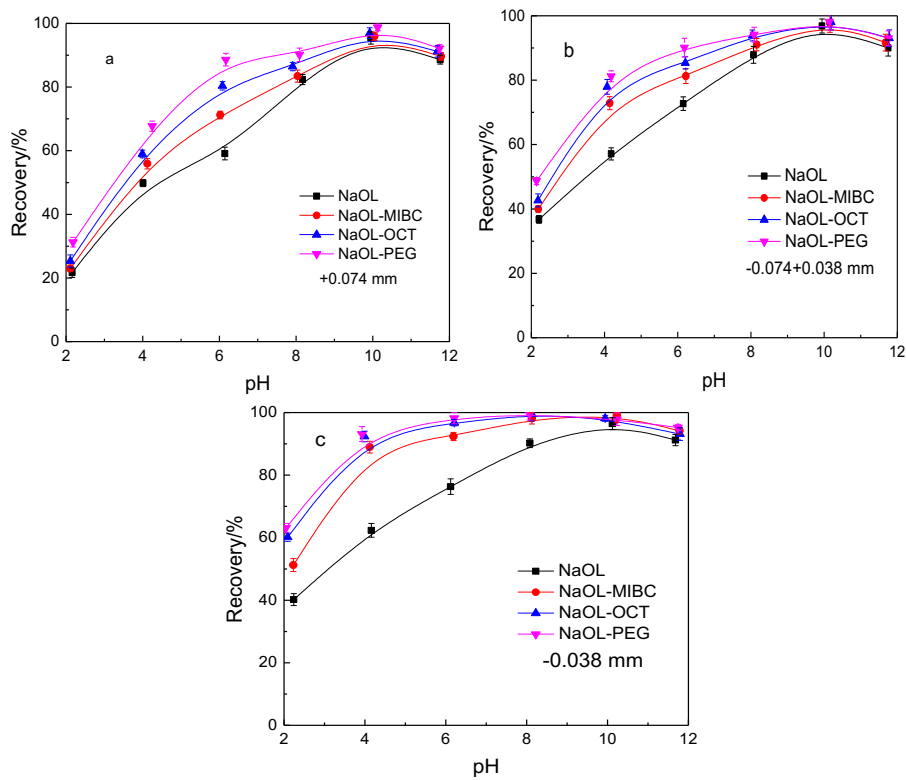 100
80
60
40
20
0
Recovery/%
a
NaOL
NaOL-MIBC
NaOL-OCT
NaOL-PEG
+0.074 mm
2 4 6 8 10 12
pH
100
80
60
40
20
0
Recovery/%
b
NaOL
NaOL-MIBC
NaOL-OCT
NaOL-PEG
-0.074+0.038 mm
2 4 6 8 10 12
pH
100
80
60
40
20
0
Recovery/%
c
NaOL
NaOL-MIBC
NaOL-OCT
NaOL-PEG
-0.038 mm
2 4 6 8 10 12
pH